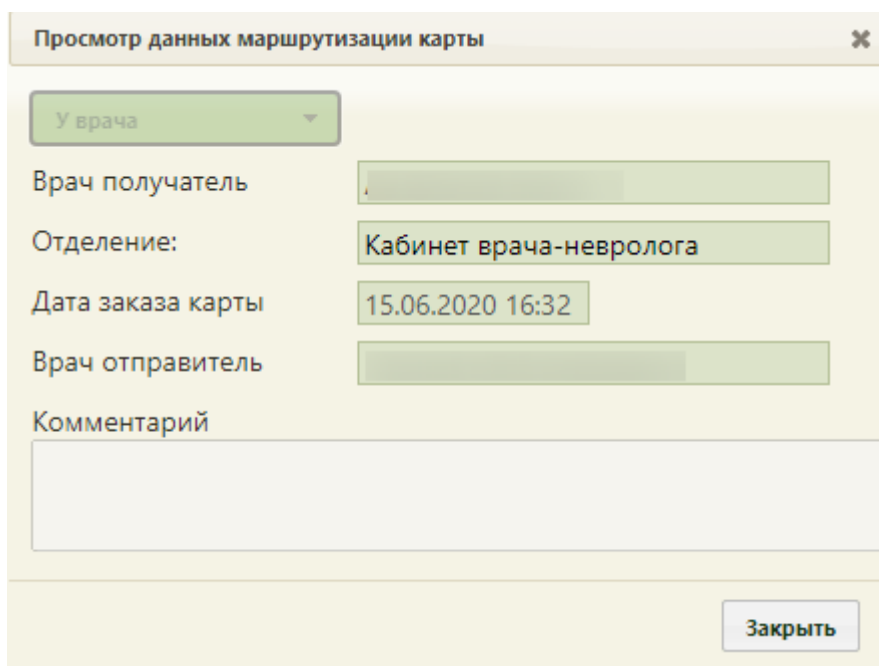 Просмотр данных маршрутизации карты
У врача
Врач получатель
Отделение: Кабинет врача-невролога
Дата заказа карты 15.06.2020 16:32
Врач отправитель
Комментарий
Закрыть